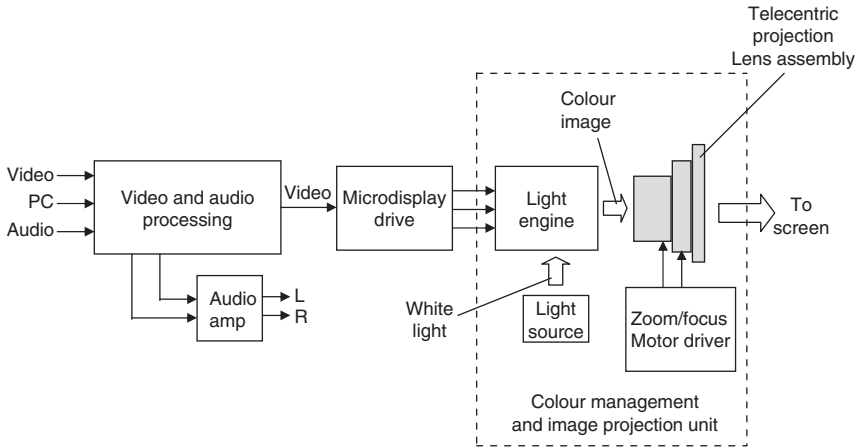 Telecentric
projection
Lens assembly
Colour
image
Video
PC
Audio
Video and audio
processing
Video
Microdisplay
drive
Light
engine
To
screen
Audio
amp
L
R
White
light
Light
source
Zoom/focus
Motor driver
Colour management
and image projection unit